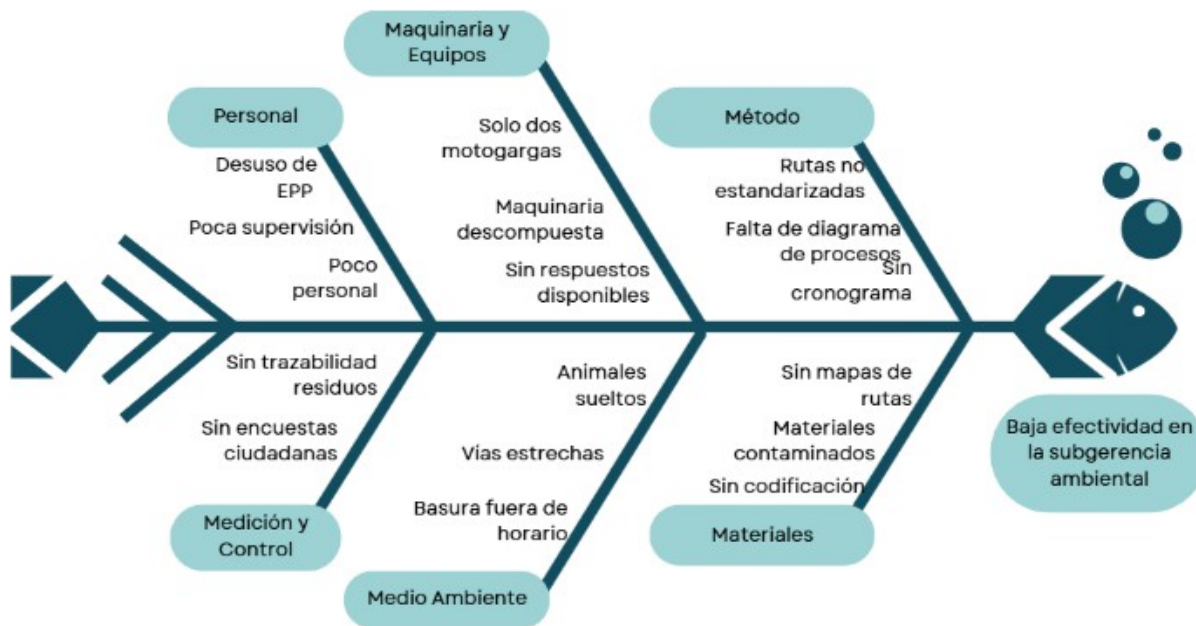 Maquinaria y
Equipos
Personal
Método
Desuso de
EPP
Poca supervisión
Poco
personal
Solo dos
motogargas
Maquinaria
descompuesta
Sin respuestos
disponibles
Rutas no
estandarizadas
Falta de diagrama
de procesos
Sin
cronograma
Sin trazabilidad
residuos
Sin encuestas
ciudadanas
Animales
sueltos
Vias estrechas
Basura fuera de
horario
Sin mapas de
rutas
Materiales
contaminados
Sin codificación
Baja efectividad en
la subgerencia
ambiental
Medición y
Control
Medio Ambiente
Materiales